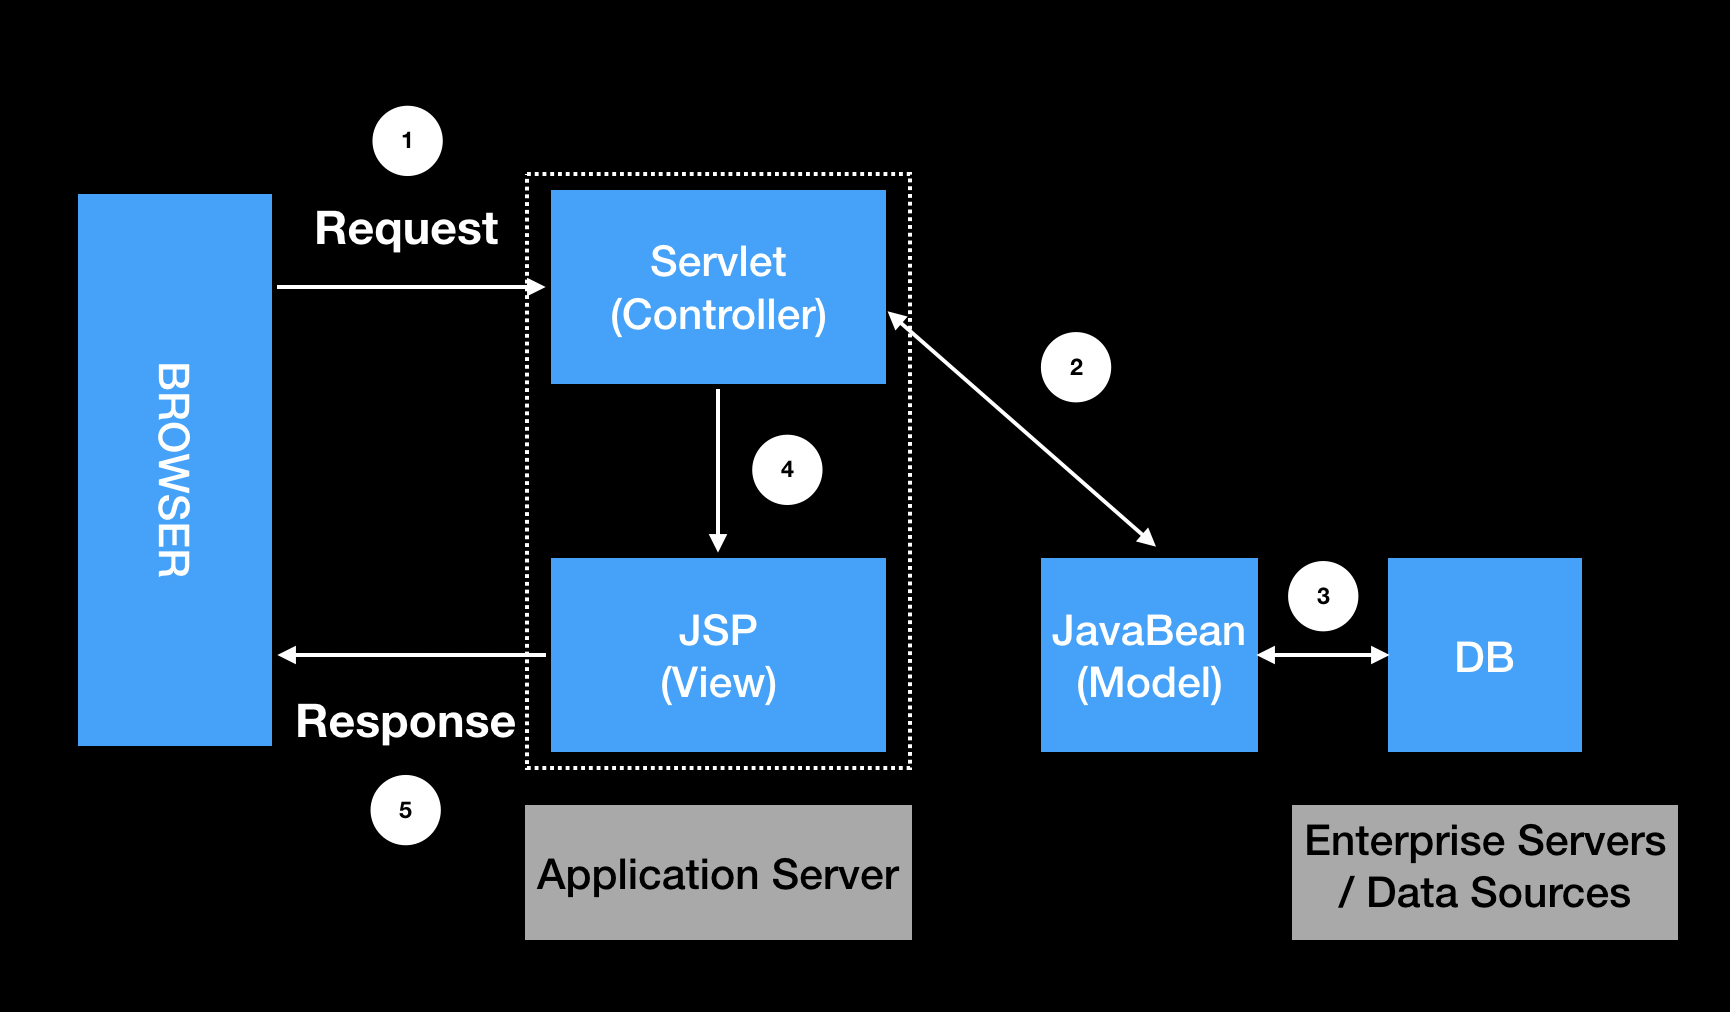 1
Request
Servlet
(Controller)
2
BROWSER
4
3
JSP
(View)
JavaBean
(Model)
DB
Response
5
Application Server
Enterprise Servers
/ Data Sources